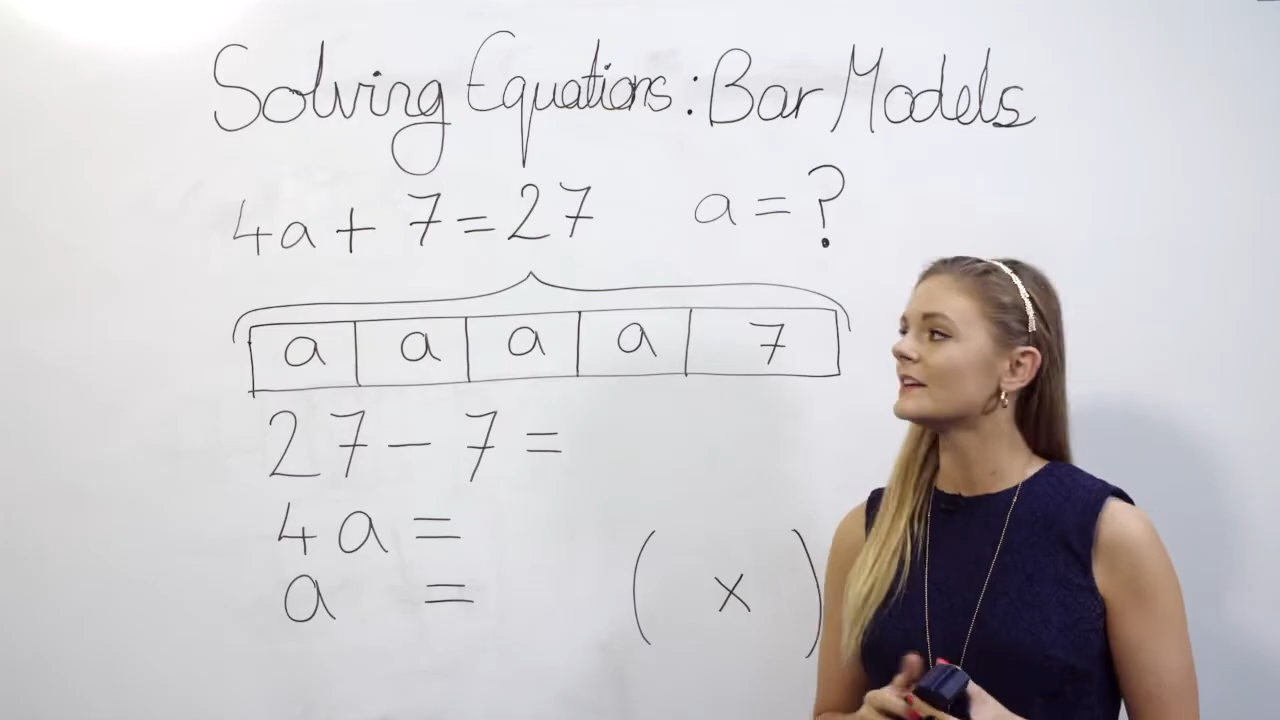 Solving Equations: Bar Models
4a + 7 = 27 a = ?
a a a a 7
27 - 7 =
4a =
a = ( x )